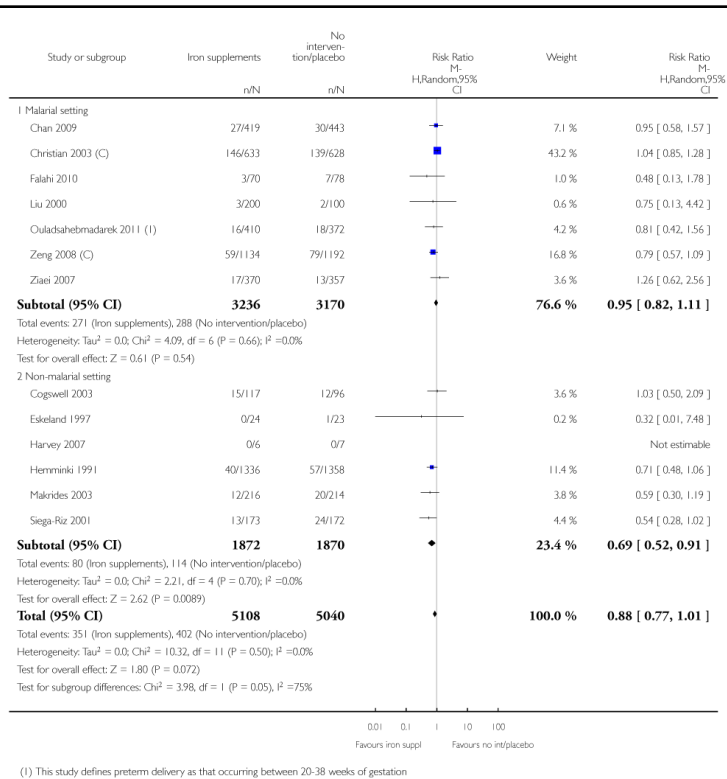 Study or subgroup Iron supplements No interven-tion/placebo Risk Ratio Weight Risk Ratio
n/N n/N M-H,Random,95% CI M-H,Random,95% CI
1 Malarial setting
Chan 2009 27/419 30/443 7.1 % 0.95 [ 0.58, 1.57 ]
Christian 2003 (C) 146/633 139/628 43.2 % 1.04 [ 0.85, 1.28 ]
Falahi 2010 3/70 7/78 1.0 % 0.48 [ 0.13, 1.78 ]
Liu 2000 3/200 2/100 0.6 % 0.75 [ 0.13, 4.42 ]
Ouladsahebmadarek 2011 (1) 16/410 18/372 4.2 % 0.81 [ 0.42, 1.56 ]
Zeng 2008 (C) 59/1134 79/1192 16.8 % 0.79 [ 0.57, 1.09 ]
Ziaei 2007 17/370 13/357 3.6 % 1.26 [ 0.62, 2.56 ]
Subtotal (95% CI) 3236 3170 76.6 % 0.95 [ 0.82, 1.11 ]
Total events: 271 (Iron supplements), 288 (No intervention/placebo)
Heterogeneity: Tau² = 0.0; Chi² = 4.09, df = 6 (P = 0.66); I² =0.0%
Test for overall effect: Z = 0.61 (P = 0.54)
2 Non-malarial setting
Cogswell 2003 15/117 12/96 3.6 % 1.03 [ 0.50, 2.09 ]
Eskeland 1997 0/24 1/23 0.2 % 0.32 [ 0.01, 7.48 ]
Harvey 2007 0/6 0/7 Not estimable
Hemminki 1991 40/1336 57/1358 11.4 % 0.71 [ 0.48, 1.06 ]
Makrides 2003 12/216 20/214 3.8 % 0.59 [ 0.30, 1.19 ]
Siega-Riz 2001 13/173 24/172 4.4 % 0.54 [ 0.28, 1.02 ]
Subtotal (95% CI) 1872 1870 23.4 % 0.69 [ 0.52, 0.91 ]
Total events: 80 (Iron supplements), 114 (No intervention/placebo)
Heterogeneity: Tau² = 0.0; Chi² = 2.21, df = 4 (P = 0.70); I² =0.0%
Test for overall effect: Z = 2.62 (P = 0.0089)
Total (95% CI) 5108 5040 100.0 % 0.88 [ 0.77, 1.01 ]
Total events: 351 (Iron supplements), 402 (No intervention/placebo)
Heterogeneity: Tau² = 0.0; Chi² = 10.32, df = 11 (P = 0.50); I² =0.0%
Test for overall effect: Z = 1.80 (P = 0.072)
Test for subgroup differences: Chi² = 3.98, df = 1 (P = 0.05), I² =75%
0.01 0.1 1 10 100
Favours iron suppl Favours no int/placebo
(1) This study defines preterm delivery as that occurring between 20-38 weeks of gestation